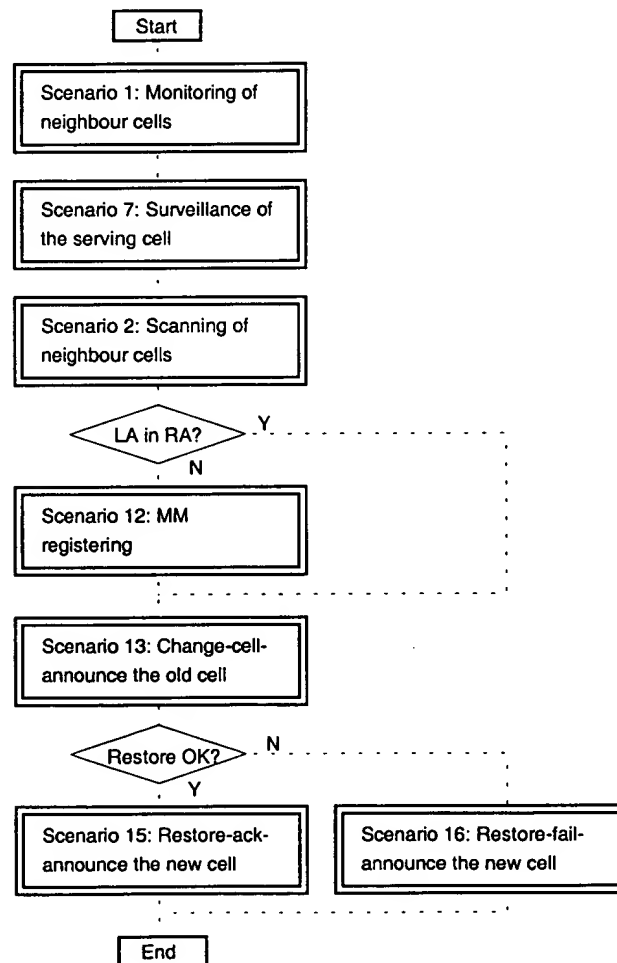 Start
Scenario 1: Monitoring of
neighbour cells
Scenario 7: Surveillance of
the serving cell
Scenario 2: Scanning of
neighbour cells
LA in RA?
Y
N
Scenario 12: MM
registering
Scenario 13: Change-cell-
announce the old cell
Restore OK?
N
Y
Scenario 15: Restore-ack-
announce the new cell
Scenario 16: Restore-fail-
announce the new cell
End